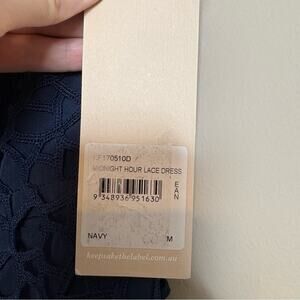 KF170510D
MIDNIGHT HOUR LACE DRESS
EAN
9 348936 951630
NAVY M
keepsakethelabel.com.au